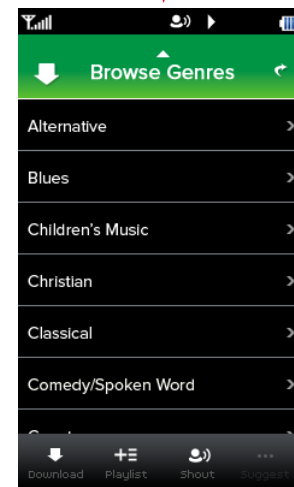 Browse Genres
Alternative
Blues
Children's Music
Christian
Classical
Comedy/Spoken Word
Download Playlist Shout Suggest